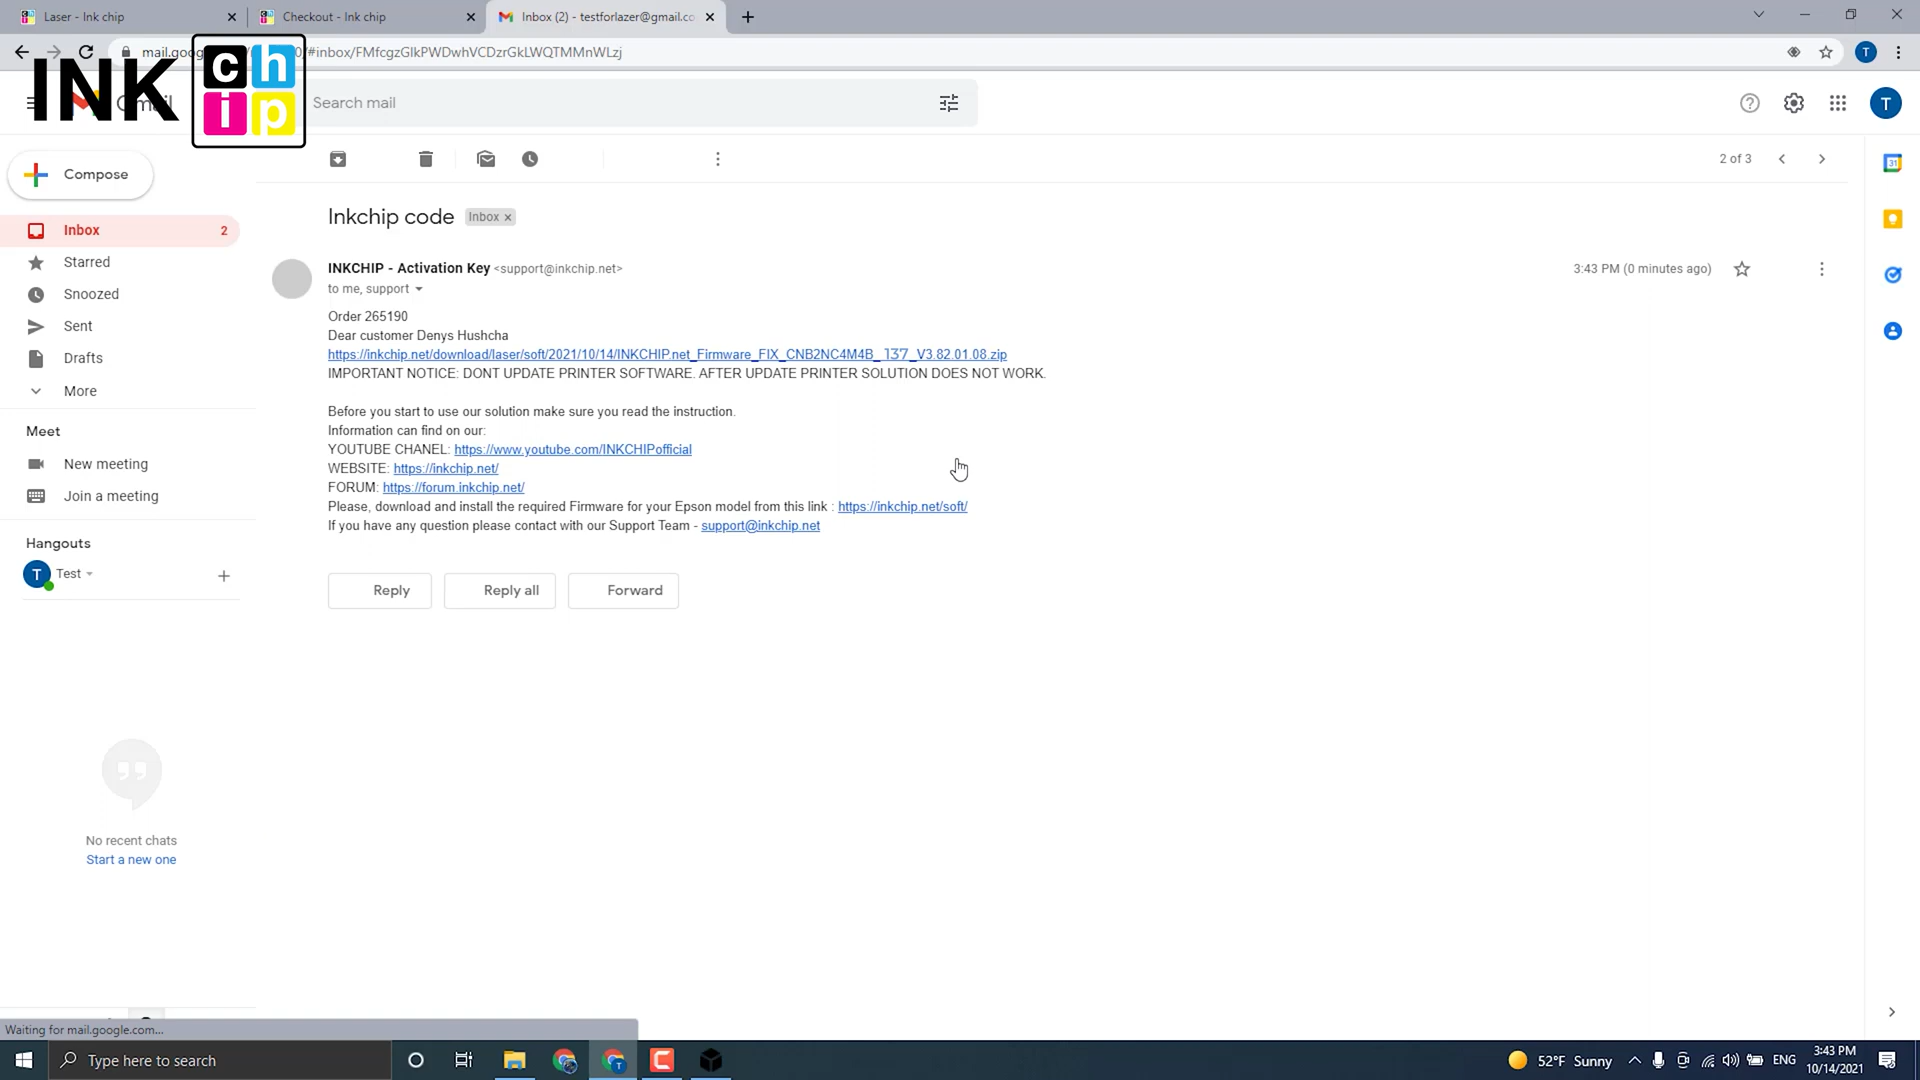 Laser - Ink chip
Checkout - Ink chip
Inbox (2) - testforlazer@gmail.co
#inbox/FMfcgzGlkPWDwhVCDzrGkLWQTMMnWLzj
T
INK chip
Search mail
T
Compose
2 of 3
Inbox 2
Starred
Snoozed
Sent
Drafts
More
Meet
New meeting
Join a meeting
Hangouts
T Test
No recent chats
Start a new one
Inkchip code Inbox x
INKCHIP - Activation Key <support@inkchip.net>
3:43 PM (0 minutes ago)
to me, support
Order 265190
Dear customer Denys Hushcha
https://inkchip.net/download/laser/soft/2021/10/14/INKCHIP.net_Firmware_FIX_CNB2NC4M4B_137_V3.82.01.08.zip
IMPORTANT NOTICE: DONT UPDATE PRINTER SOFTWARE. AFTER UPDATE PRINTER SOLUTION DOES NOT WORK.
Before you start to use our solution make sure you read the instruction.
Information can find on our:
YOUTUBE CHANEL: https://www.youtube.com/INKCHIPofficial
WEBSITE: https://inkchip.net/
FORUM: https://forum.inkchip.net/
Please, download and install the required Firmware for your Epson model from this link : https://inkchip.net/soft/
If you have any question please contact with our Support Team - support@inkchip.net
Reply
Reply all
Forward
31
Waiting for mail.google.com...
Type here to search
52°F Sunny
ENG
3:43 PM
10/14/2021